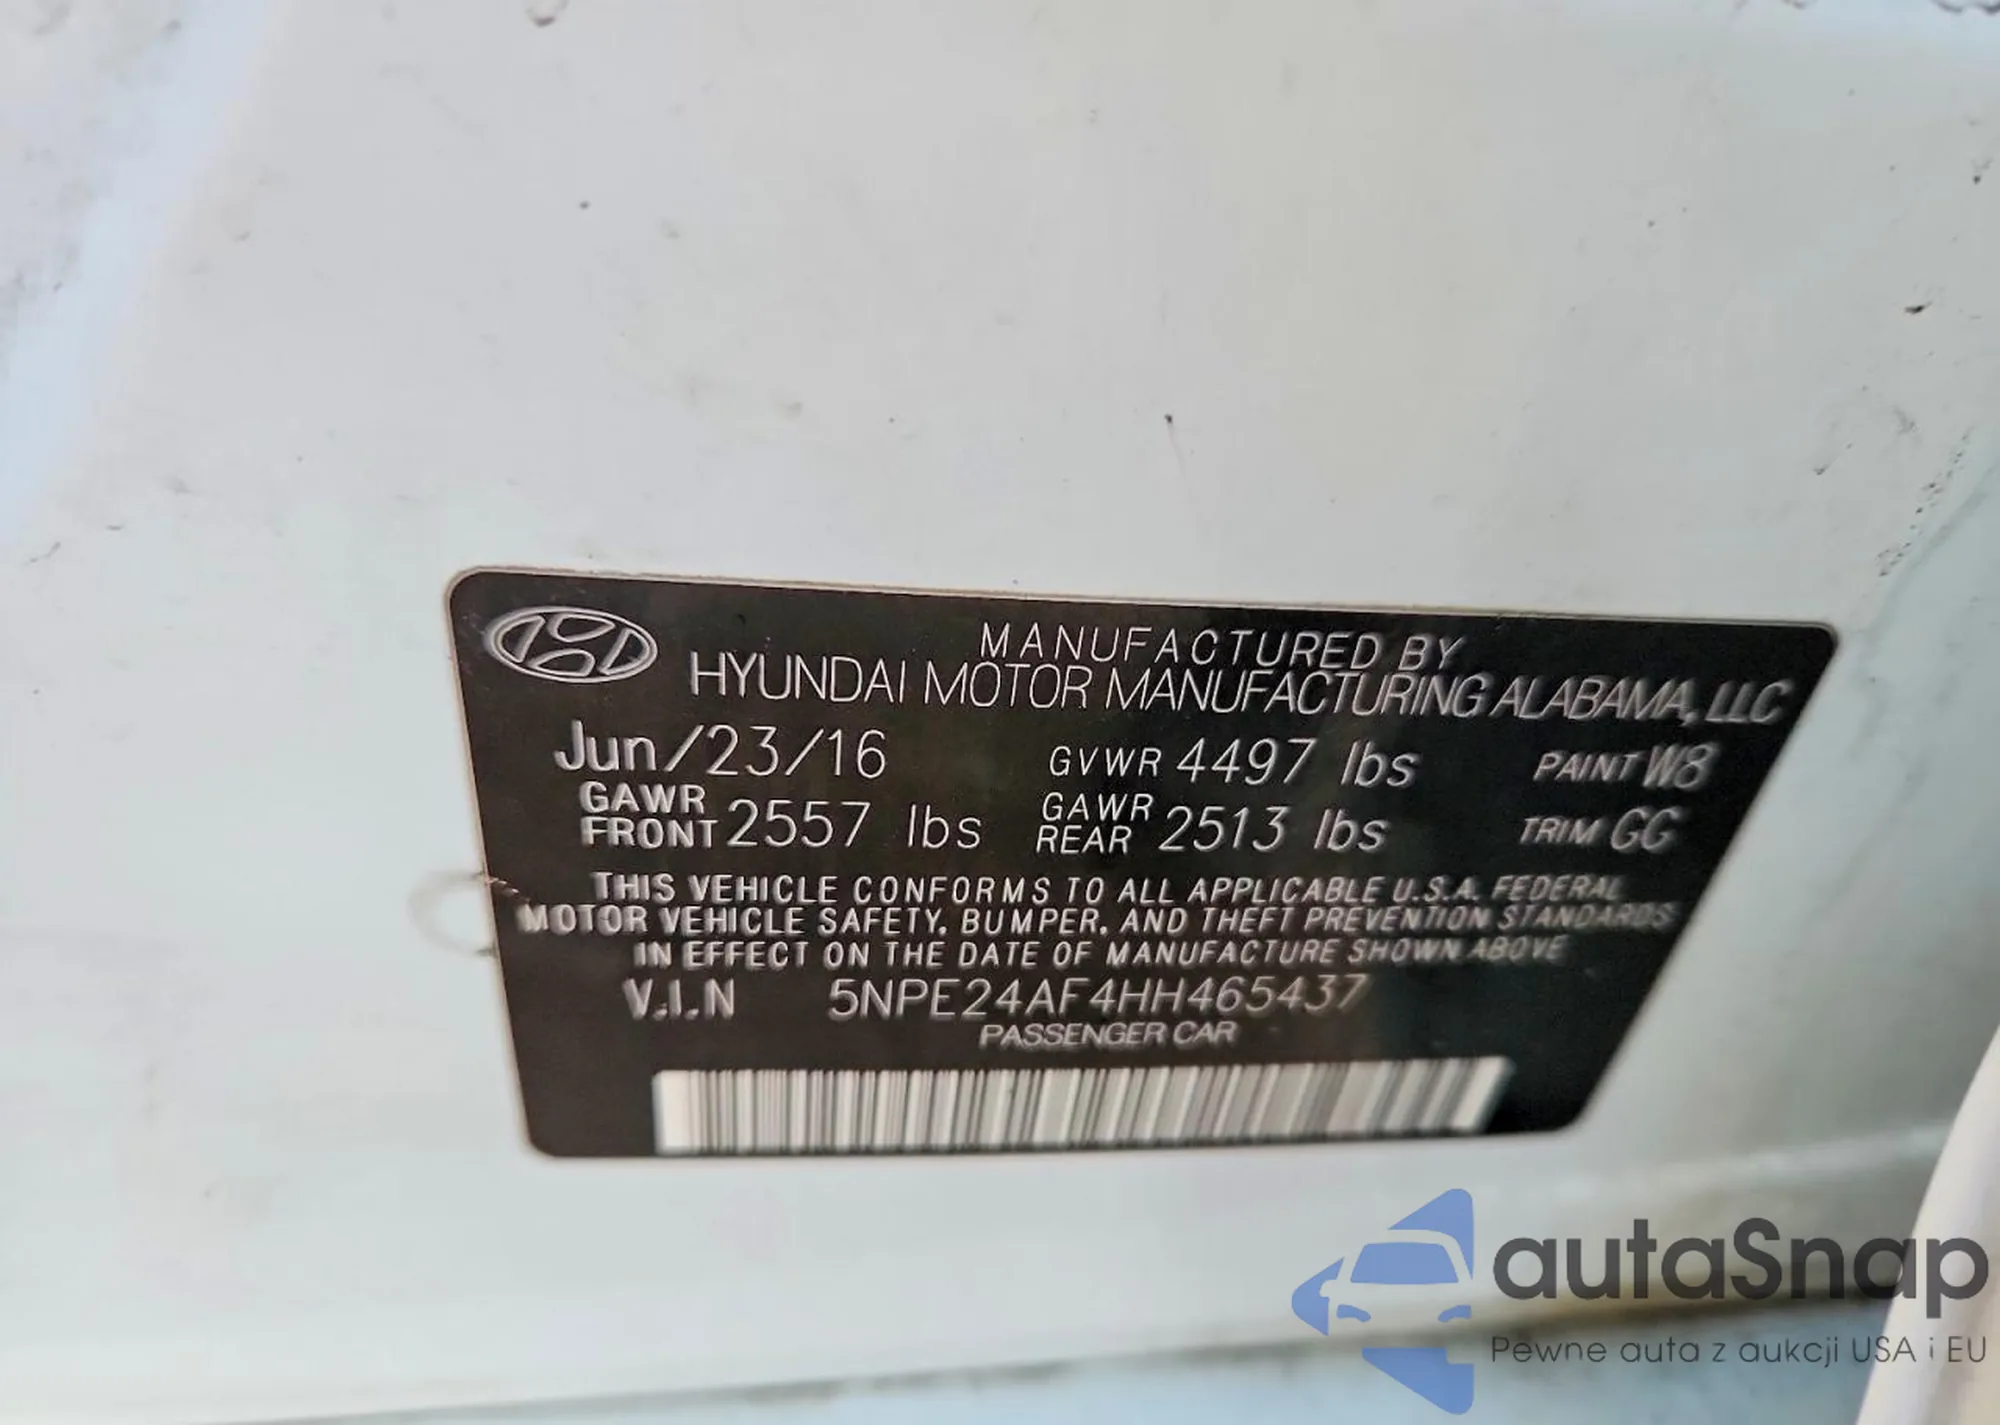 MANUFACTURED BY
HYUNDAI MOTOR MANUFACTURING ALABAMA, LLC
Jun/23/16 GVWR 4497 lbs PAINT W8
GAWR FRONT 2557 lbs GAWR REAR 2513 lbs TRIM GG
THIS VEHICLE CONFORMS TO ALL APPLICABLE U.S.A. FEDERAL
MOTOR VEHICLE SAFETY, BUMPER, AND THEFT PREVENTION STANDARDS
IN EFFECT ON THE DATE OF MANUFACTURE SHOWN ABOVE
V.I.N 5NPE24AF4HH465437
PASSENGER CAR
autaSnap
Pewne auta z aukcji USA i EU